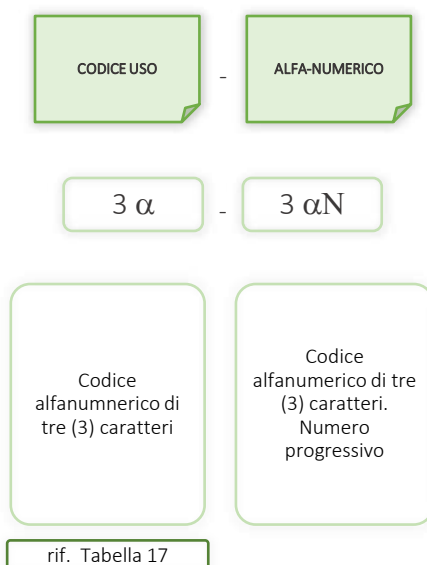 CODICE USO - ALFA-NUMERICO
3 α - 3 αN
Codice
alfanumnerico di
tre (3) caratteri
Codice
alfanumerico di tre
(3) caratteri.
Numero
progressivo
rif. Tabella 17